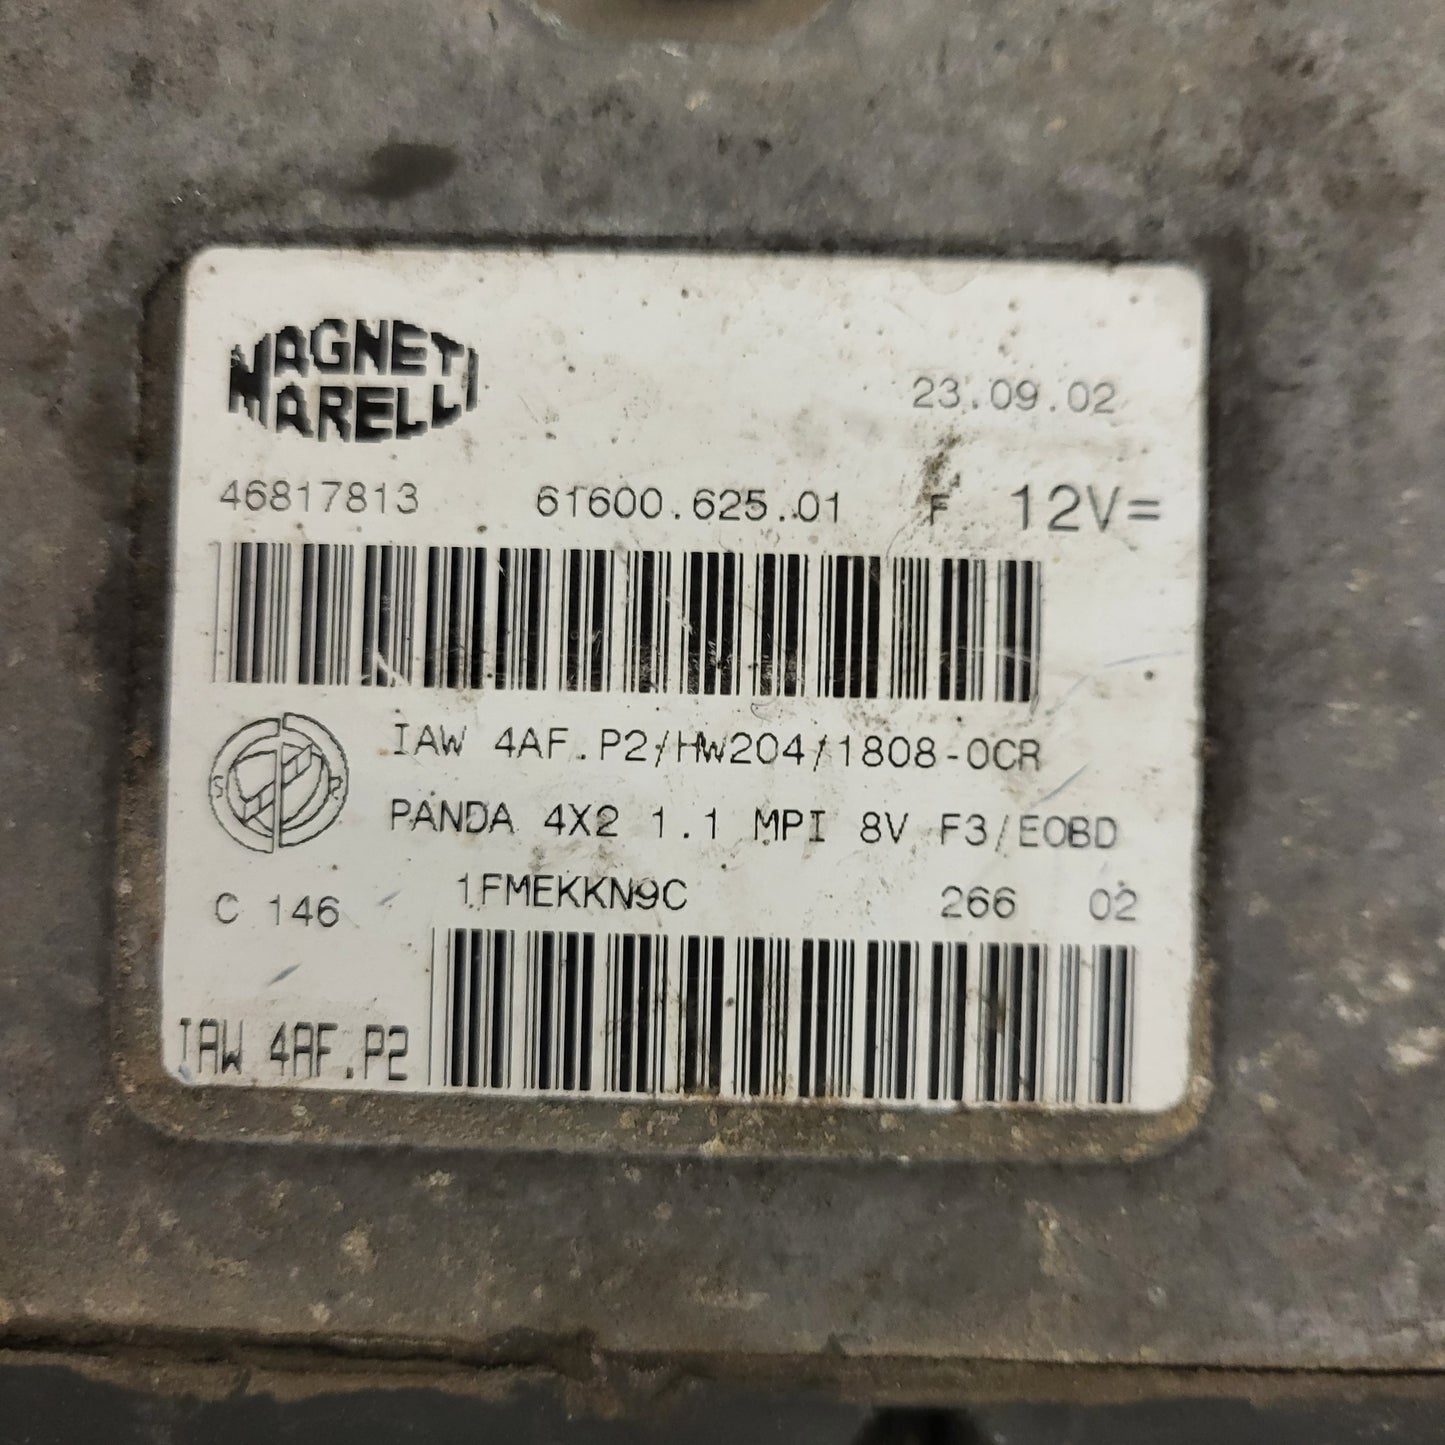 MAGNETI
MARELLI
23.09.02
46817813 61600.625.01 F 12V=
IAW 4AF.P2/HW204/1808-0CR
S R
PANDA 4X2 1.1 MPI 8V F3/EOBD
C 146 1FMEKKN9C 266 02
IAW 4AF.P2